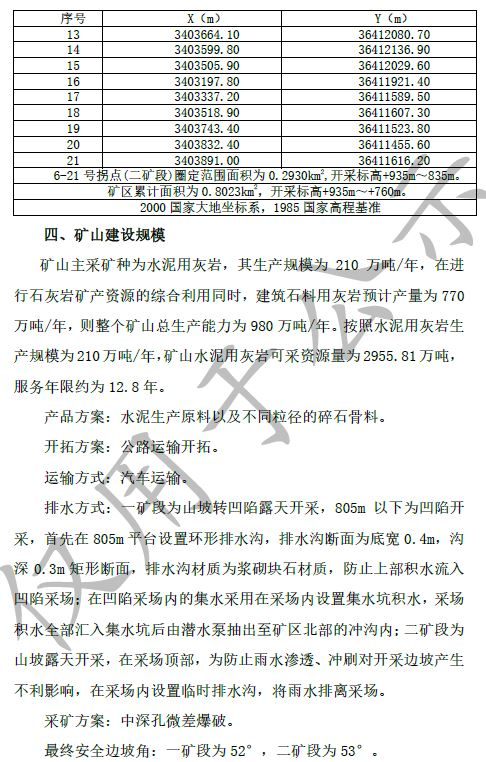 序号 X（m） Y（m）
13 3403664.10 36412080.70
14 3403599.80 36412136.90
15 3403505.90 36412029.60
16 3403197.80 36411921.40
17 3403337.20 36411589.50
18 3403518.90 36411607.30
19 3403743.40 36411523.80
20 3403832.40 36411455.60
21 3403891.00 36411616.20
6-21 号拐点(二矿段)圈定范围面积为 0.2930km²,开采标高+935m～835m。
矿区累计面积为 0.8023km²，开采标高+935m～+760m。
2000 国家大地坐标系，1985 国家高程基准
四、矿山建设规模
矿山主采矿种为水泥用灰岩，其生产规模为 210 万吨/年，在进
行石灰岩矿产资源的综合利用同时，建筑石料用灰岩预计产量为 770
万吨/年，则整个矿山总生产能力为 980 万吨/年。按照水泥用灰岩生
产规模为 210 万吨/年，矿山水泥用灰岩可采资源量为 2955.81 万吨，
服务年限约为 12.8 年。
产品方案：水泥生产原料以及不同粒径的碎石骨料。
开拓方案：公路运输开拓。
运输方式：汽车运输。
排水方式：一矿段为山坡转凹陷露天开采，805m 以下为凹陷开
采，首先在 805m 平台设置环形排水沟，排水沟断面为底宽 0.4m，沟
深 0.3m 矩形断面，排水沟材质为浆砌块石材质，防止上部积水流入
凹陷采场；在凹陷采场内的集水采用在采场内设置集水坑积水，采场
积水全部汇入集水坑后由潜水泵抽出至矿区北部的冲沟内；二矿段为
山坡露天开采，在采场顶部，为防止雨水渗透、冲刷对开采边坡产生
不利影响，在采场内设置临时排水沟，将雨水排离采场。
采矿方案：中深孔微差爆破。
最终安全边坡角：一矿段为 52°，二矿段为 53°。
仅用于公示